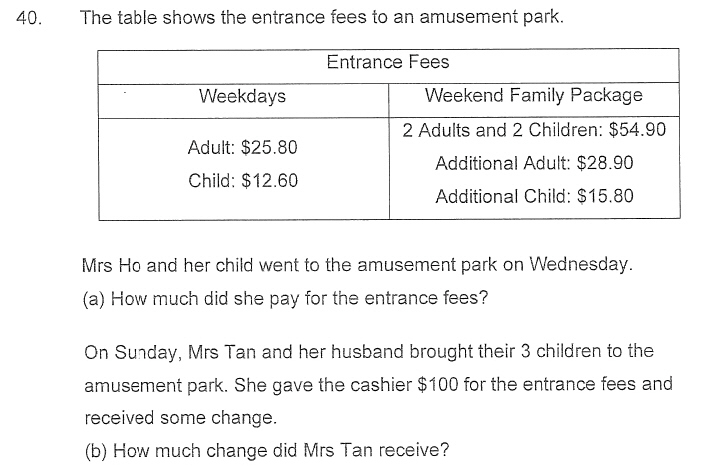 40. The table shows the entrance fees to an amusement park.
Entrance Fees
Weekdays
Weekend Family Package
Adult: $25.80
Child: $12.60
2 Adults and 2 Children: $54.90
Additional Adult: $28.90
Additional Child: $15.80
Mrs Ho and her child went to the amusement park on Wednesday.
(a) How much did she pay for the entrance fees?
On Sunday, Mrs Tan and her husband brought their 3 children to the
amusement park. She gave the cashier $100 for the entrance fees and
received some change.
(b) How much change did Mrs Tan receive?